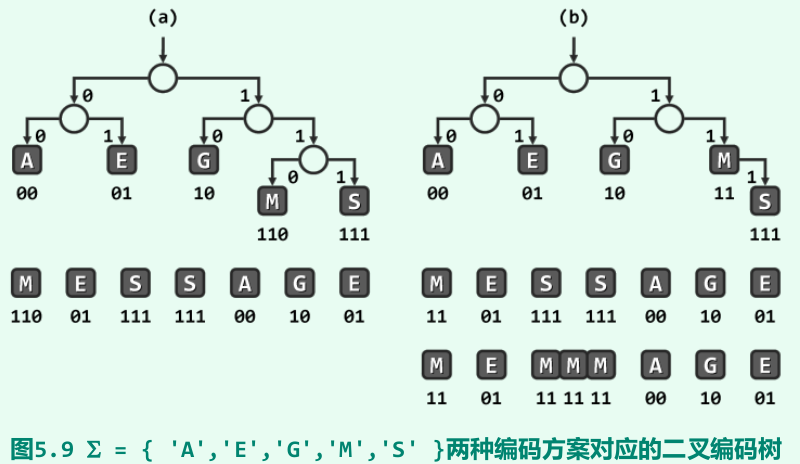 (a) (b)
0 1 0 1
0 1 0 1 0 1 0 1
A E G A E G M
00 01 10 0 1 00 01 10 11 1
M S S
110 111 111
M E S S A G E M E S S A G E
110 01 111 111 00 10 01 11 01 111 111 00 10 01
M E M M M A G E
11 01 11 11 11 00 10 01
图5.9 Σ = { 'A','E','G','M','S' }两种编码方案对应的二叉编码树